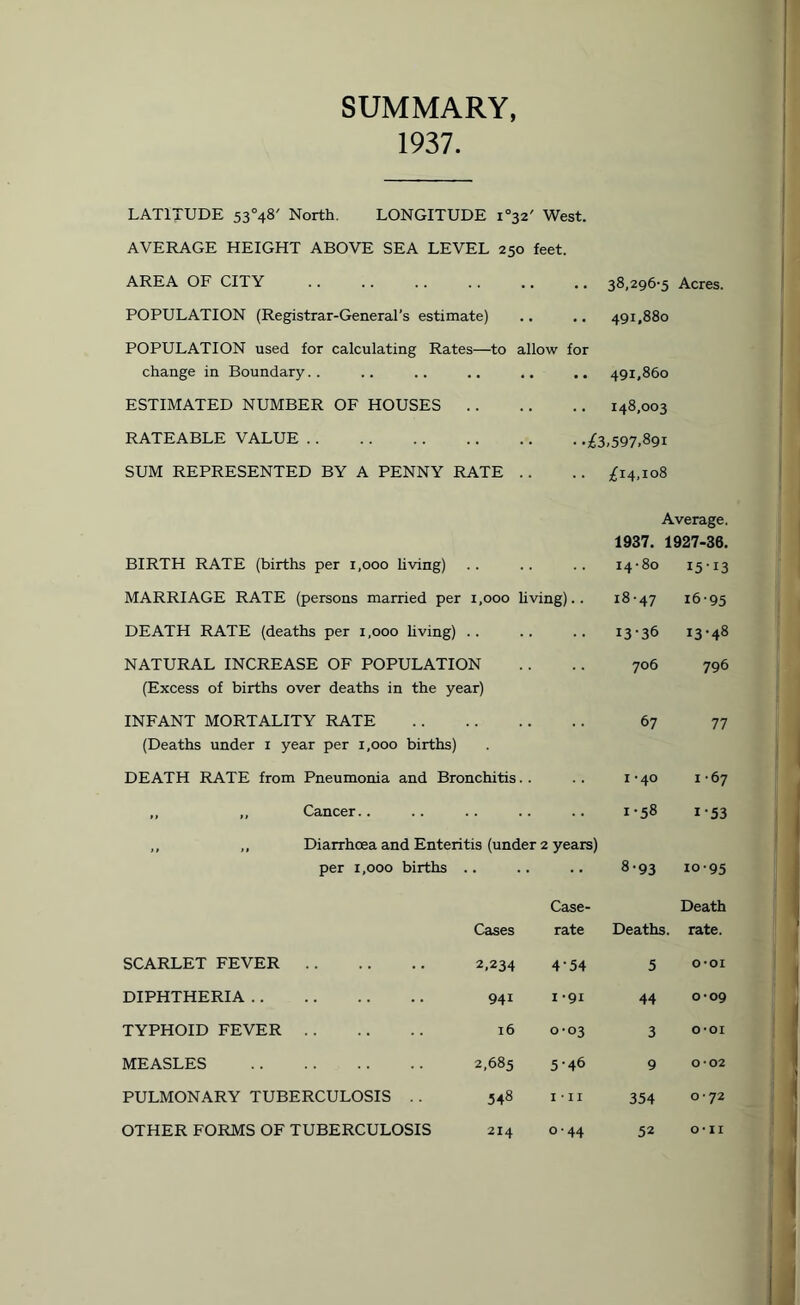 SUMMARY,
1937.
LATITUDE 53°48′ North. LONGITUDE 1°32′ West.
AVERAGE HEIGHT ABOVE SEA LEVEL 250 feet.
AREA OF CITY .. .. .. .. .. .. 38,296·5 Acres.
POPULATION (Registrar-General's estimate) .. .. 491,880
POPULATION used for calculating Rates—to allow for
change in Boundary.. .. .. .. .. .. 491,860
ESTIMATED NUMBER OF HOUSES .. .. .. 148,003
RATEABLE VALUE .. .. .. .. .. ..£3,597,891
SUM REPRESENTED BY A PENNY RATE .. .. £14,108
Average.
1937. 1927-36.
BIRTH RATE (births per 1,000 living) .. .. .. 14·80 15·13
MARRIAGE RATE (persons married per 1,000 living).. 18·47 16·95
DEATH RATE (deaths per 1,000 living) .. .. .. 13·36 13·48
NATURAL INCREASE OF POPULATION .. .. 706 796
(Excess of births over deaths in the year)
INFANT MORTALITY RATE .. .. .. .. 67 77
(Deaths under 1 year per 1,000 births) .
DEATH RATE from Pneumonia and Bronchitis.. .. 1·40 1·67
,, ,, Cancer.. .. .. .. .. 1·58 1·53
,, ,, Diarrhœa and Enteritis (under 2 years)
per 1,000 births .. .. .. 8·93 10·95
Case- Death
Cases rate Deaths. rate.
SCARLET FEVER .. .. .. 2,234 4·54 5 0·01
DIPHTHERIA .. .. .. .. 941 1·91 44 0·09
TYPHOID FEVER .. .. .. 16 0·03 3 0·01
MEASLES .. .. .. .. 2,685 5·46 9 0·02
PULMONARY TUBERCULOSIS .. 548 1·11 354 0·72
OTHER FORMS OF TUBERCULOSIS 214 0·44 52 0·11